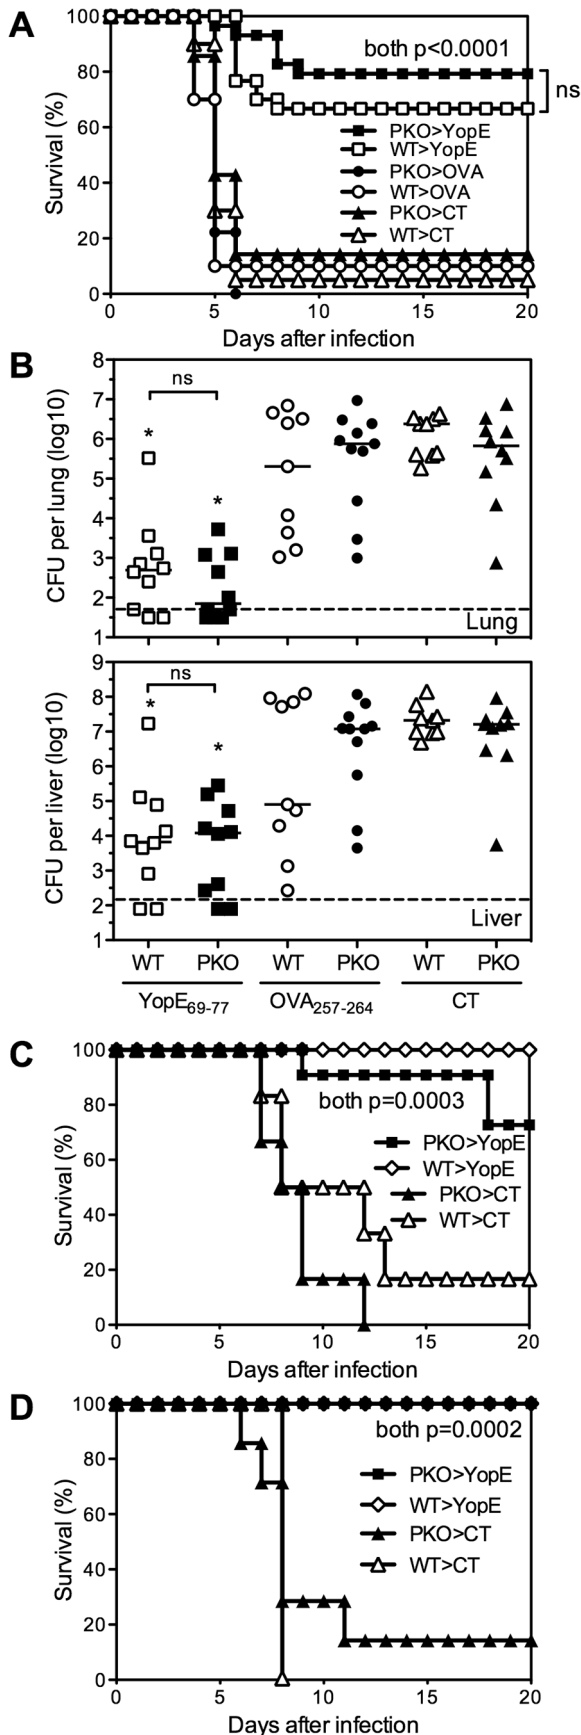 A
100
80
60
40
20
0
Survival (%)
both p<0.0001
ns
PKO>YopE
WT>YopE
PKO>OVA
WT>OVA
PKO>CT
WT>CT
0 5 10 15 20
Days after infection
B
8
7
6
5
4
3
2
1
CFU per lung (log10)
ns
*
*
Lung
9
8
7
6
5
4
3
2
1
CFU per liver (log10)
ns
*
*
Liver
WT PKO WT PKO WT PKO
YopE69-77 OVA257-264 CT
C
100
80
60
40
20
0
Survival (%)
both p=0.0003
PKO>YopE
WT>YopE
PKO>CT
WT>CT
0 5 10 15 20
Days after infection
D
100
80
60
40
20
0
Survival (%)
both p=0.0002
PKO>YopE
WT>YopE
PKO>CT
WT>CT
0 5 10 15 20
Days after infection